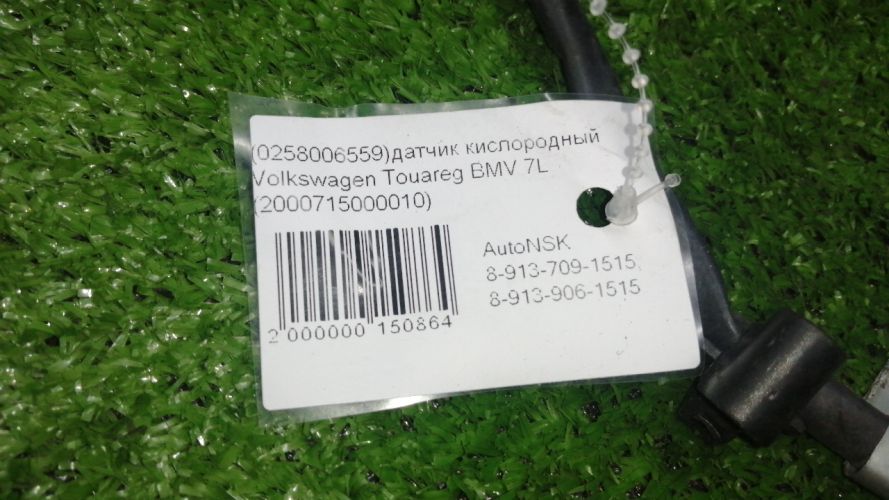 (0258006559)датчик кислородный
Volkswagen Touareg BMV 7L
(2000715000010)
AutoNSK
8-913-709-1515,
8-913-906-1515
2 000000 150864